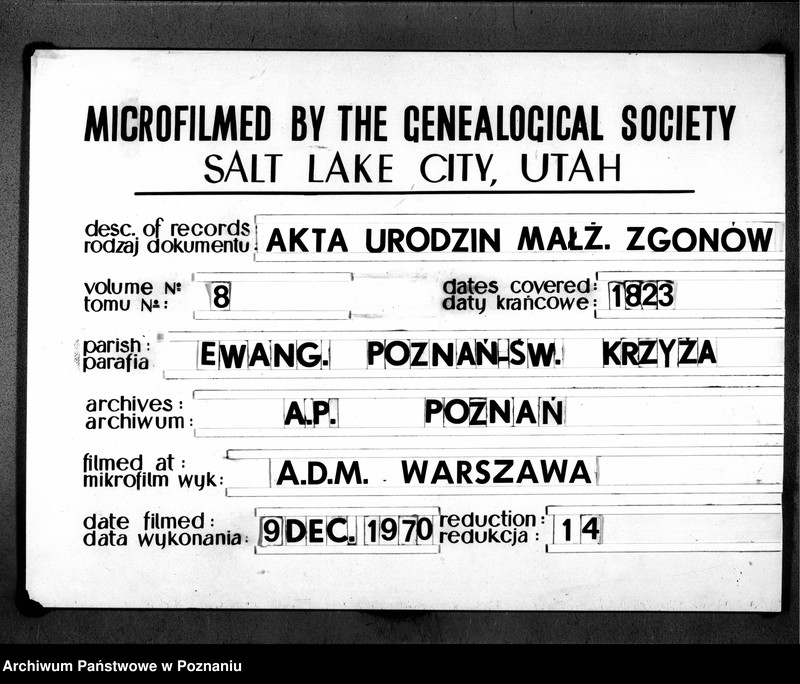 MICROFILMED BY THE GENEALOGICAL SOCIETY
SALT LAKE CITY, UTAH
desc. of records
rodzaj dokumentu: AKTA URODZIN MAŁŻ. ZGONÓW
volume Nº
tomu Nº: 8
dates covered:
daty krańcowe: 1823
parish:
parafia EWANG. POZNAŃ-ŚW. KRZYŻA
archives:
archiwum: A.P. POZNAŃ
filmed at:
mikrofilm wyk: A.D.M. WARSZAWA
date filmed:
data wykonania: 9 DEC. 1970
reduction:
redukcja: 14
Archiwum Państwowe w Poznaniu